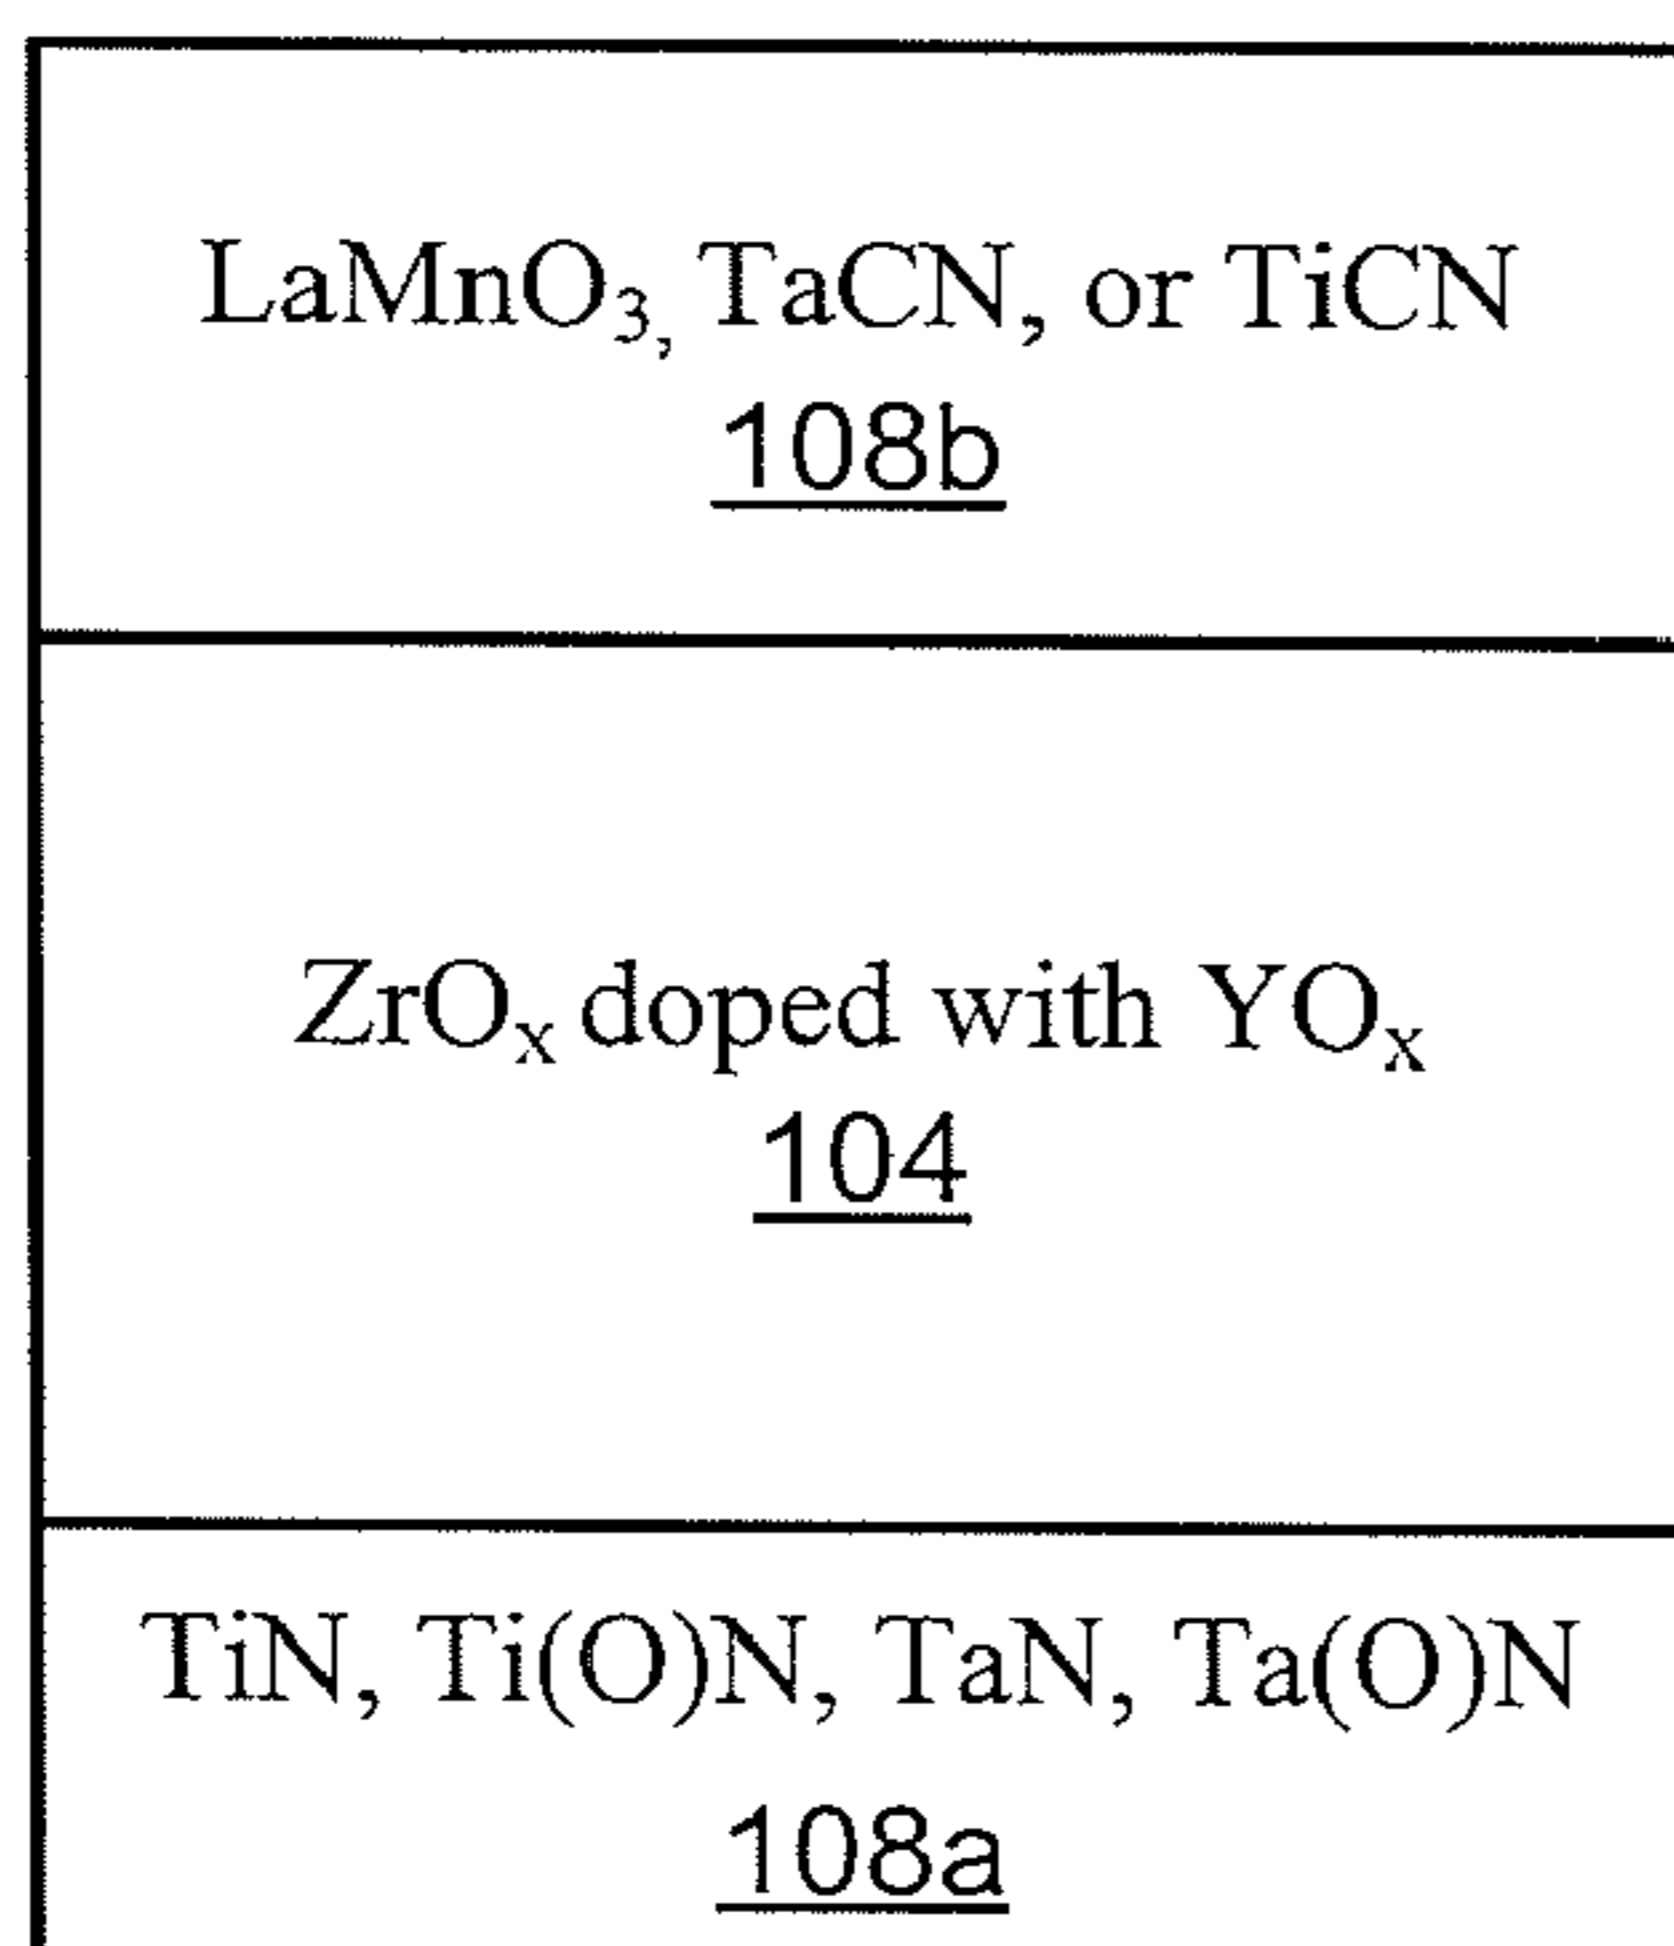 LaMnO₃, TaCN, or TiCN
108b
ZrOₓ doped with YOₓ
104
TiN, Ti(O)N, TaN, Ta(O)N
108a